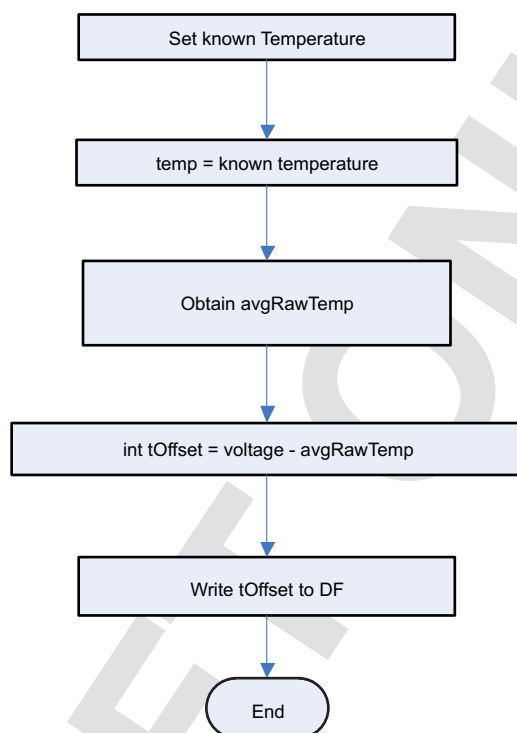 Set known Temperature
temp = known temperature
Obtain avgRawTemp
int tOffset = voltage - avgRawTemp
Write tOffset to DF
End